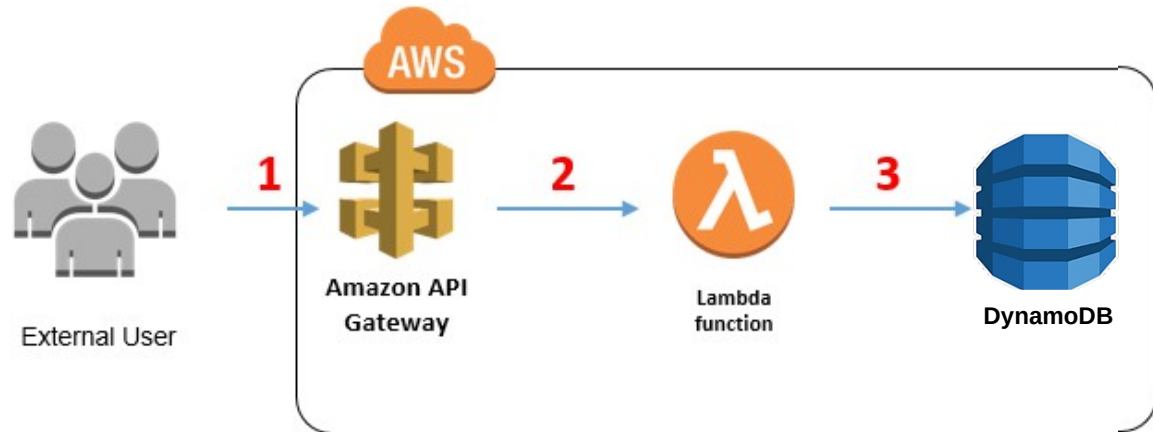 AWS
1
2
3
External User
Amazon API
Gateway
Lambda
function
DynamoDB